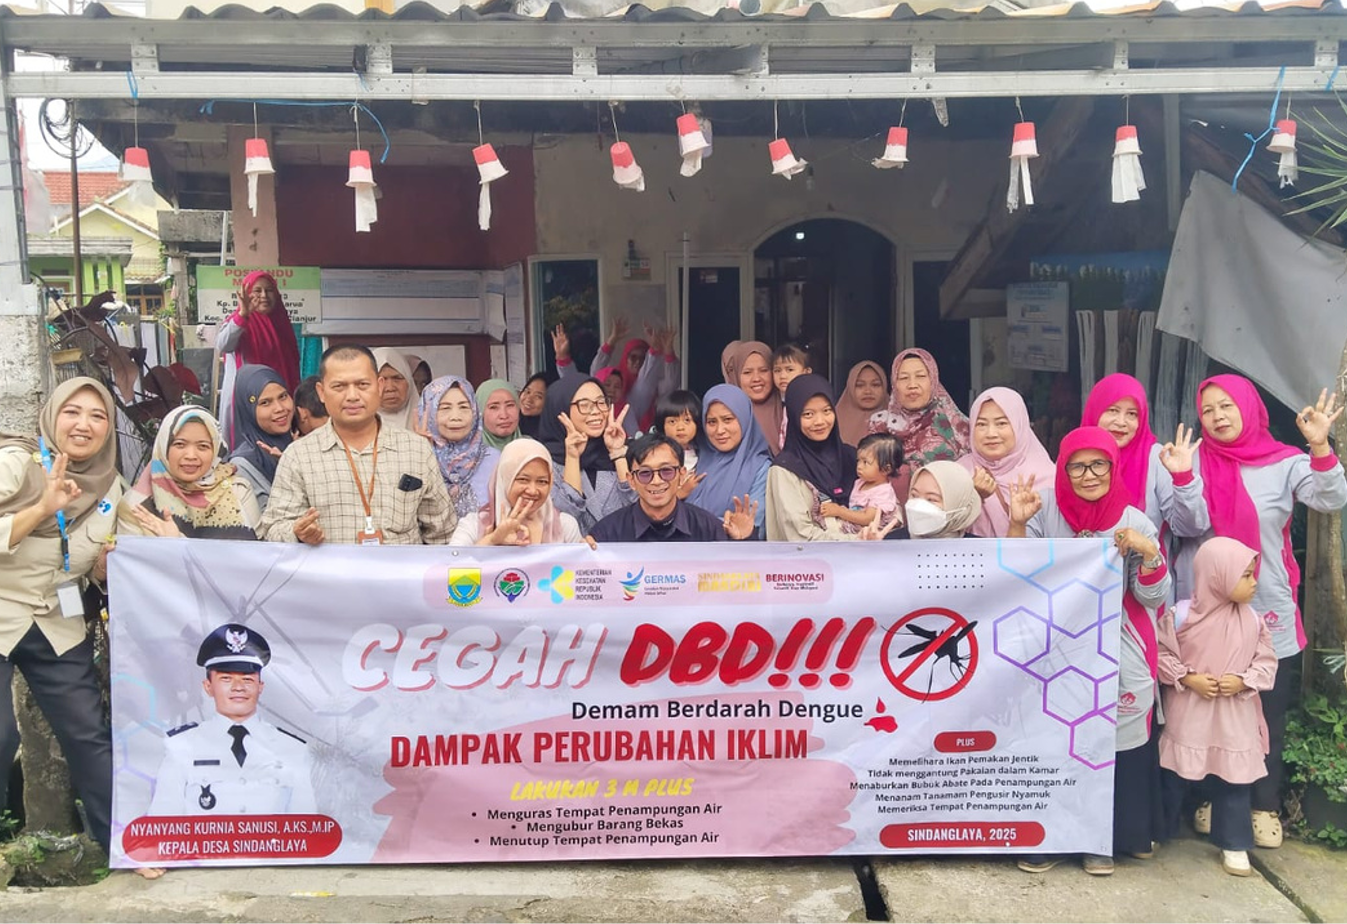 POSYANDU
KEMENTERIAN
KESEHATAN
REPUBLIK
INDONESIA
GERMAS
BERINOVASI
CEGAH DBD!!!
Demam Berdarah Dengue
DAMPAK PERUBAHAN IKLIM
LAKUKAN 3 M PLUS
• Menguras Tempat Penampungan Air
• Mengubur Barang Bekas
• Menutup Tempat Penampungan Air
PLUS
Memelihara Ikan Pemakan Jentik
Tidak menggantung Pakaian dalam Kamar
Menaburkan Bubuk Abate Pada Penampungan Air
Menanam Tanamam Pengusir Nyamuk
Memeriksa Tempat Penampungan Air
SINDANGLAYA, 2025
NYANYANG KURNIA SANUSI, A.KS.,M.IP
KEPALA DESA SINDANGLAYA